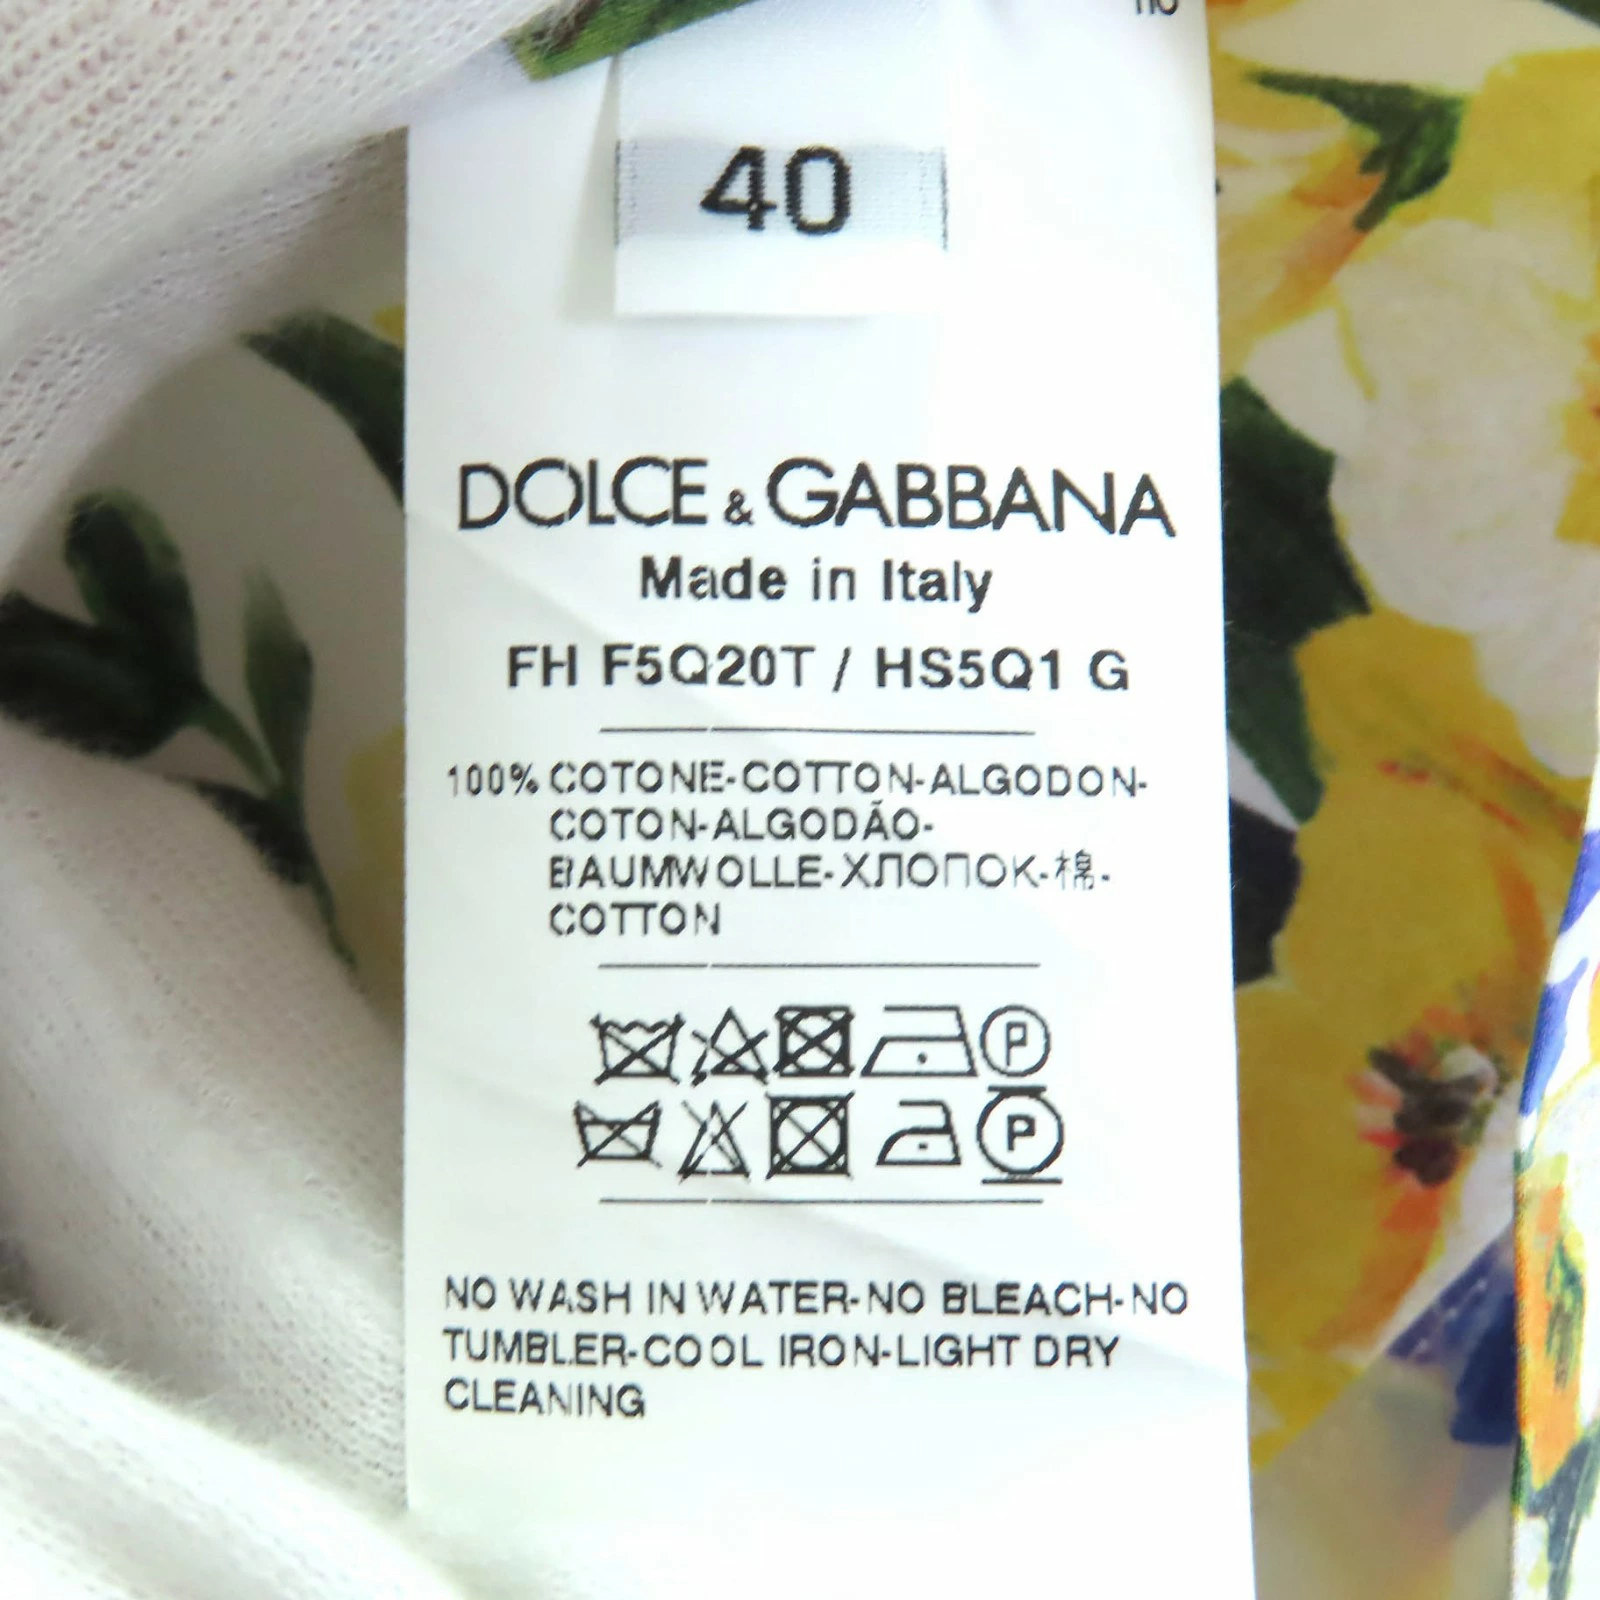 40
DOLCE & GABBANA
Made in Italy
FH F5Q20T / HS5Q1 G
100% COTONE-COTTON-ALGODON-
COTON-ALGODÃO-
BAUMWOLLE-ХЛОПОК-棉-
COTTON
P
P
NO WASH IN WATER-NO BLEACH-NO
TUMBLER-COOL IRON-LIGHT DRY
CLEANING